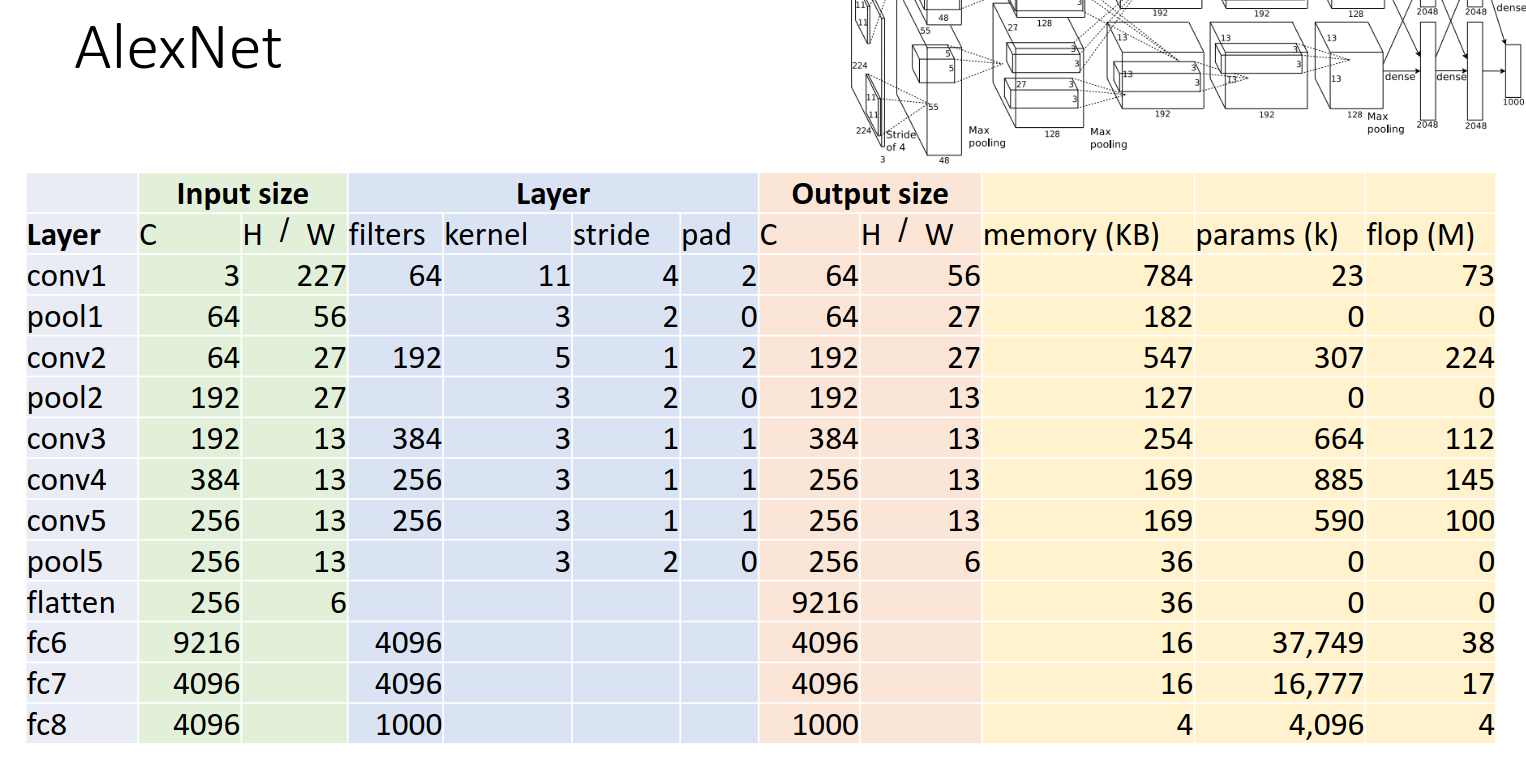 AlexNet
11
11
48
55
5
5
224
11
11
224
3
Stride
of 4
55
48
Max
pooling
3
128
27
3
3
27
3
3
128
Max
pooling
192
13
3
3
13
192
192
13
3
3
13
192
128
13
13
128
Max
pooling
2048
2048
dense
dense
dense
2048
2048
1000
Input size Layer Output size
Layer C H / W filters kernel stride pad C H / W memory (KB) params (k) flop (M)
conv1 3 227 64 11 4 2 64 56 784 23 73
pool1 64 56 3 2 0 64 27 182 0 0
conv2 64 27 192 5 1 2 192 27 547 307 224
pool2 192 27 3 2 0 192 13 127 0 0
conv3 192 13 384 3 1 1 384 13 254 664 112
conv4 384 13 256 3 1 1 256 13 169 885 145
conv5 256 13 256 3 1 1 256 13 169 590 100
pool5 256 13 3 2 0 256 6 36 0 0
flatten 256 6 9216 36 0 0
fc6 9216 4096 4096 16 37,749 38
fc7 4096 4096 4096 16 16,777 17
fc8 4096 1000 1000 4 4,096 4